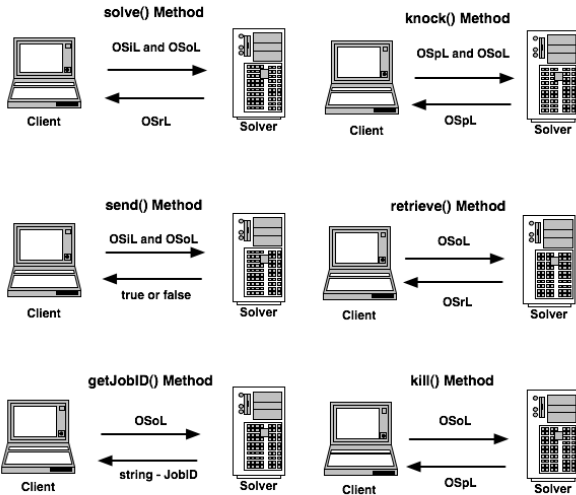 solve() Method
OSiL and OSoL
OSrL
Client
Solver
knock() Method
OSpL and OSoL
OSpL
Client
Solver
send() Method
OSiL and OSoL
true or false
Client
Solver
retrieve() Method
OSoL
OSrL
Client
Solver
getJobID() Method
OSoL
string - JobID
Client
Solver
kill() Method
OSoL
OSpL
Client
Solver